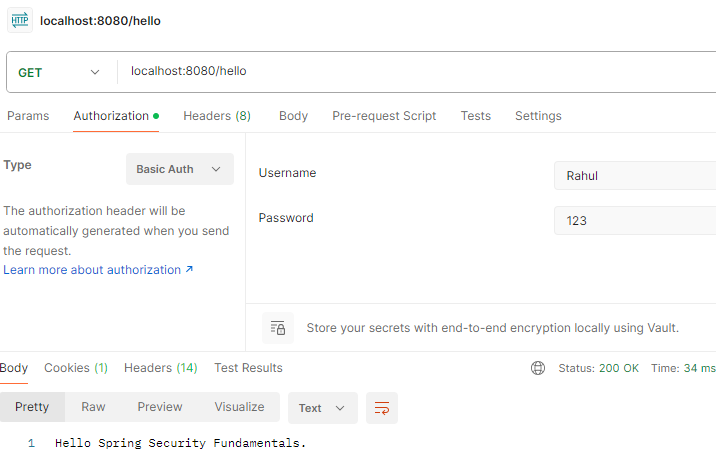 HTTP localhost:8080/hello
GET localhost:8080/hello
Params Authorization Headers (8) Body Pre-request Script Tests Settings
Type Basic Auth
The authorization header will be
automatically generated when you send
the request.
Learn more about authorization ↗
Username Rahul
Password 123
Store your secrets with end-to-end encryption locally using Vault.
Body Cookies (1) Headers (14) Test Results Status: 200 OK Time: 34 ms
Pretty Raw Preview Visualize Text
1 Hello Spring Security Fundamentals.